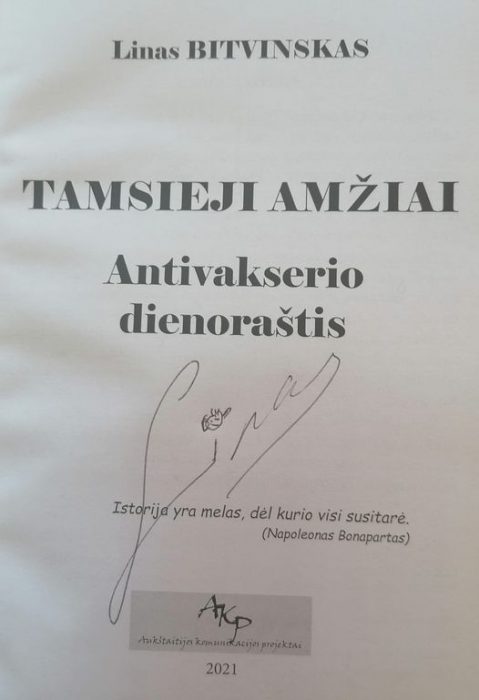 Linas BITVINSKAS
TAMSIEJI AMŽIAI
Antivakserio
dienoraštis
Linas
Istorija yra melas, dėl kurio visi susitarė.
(Napoleonas Bonapartas)
AKP
Aukštaitijos komunikacijos projektai
2021